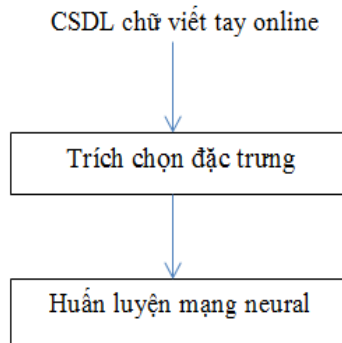 CSDL chữ viết tay online
Trích chọn đặc trưng
Huấn luyện mạng neural